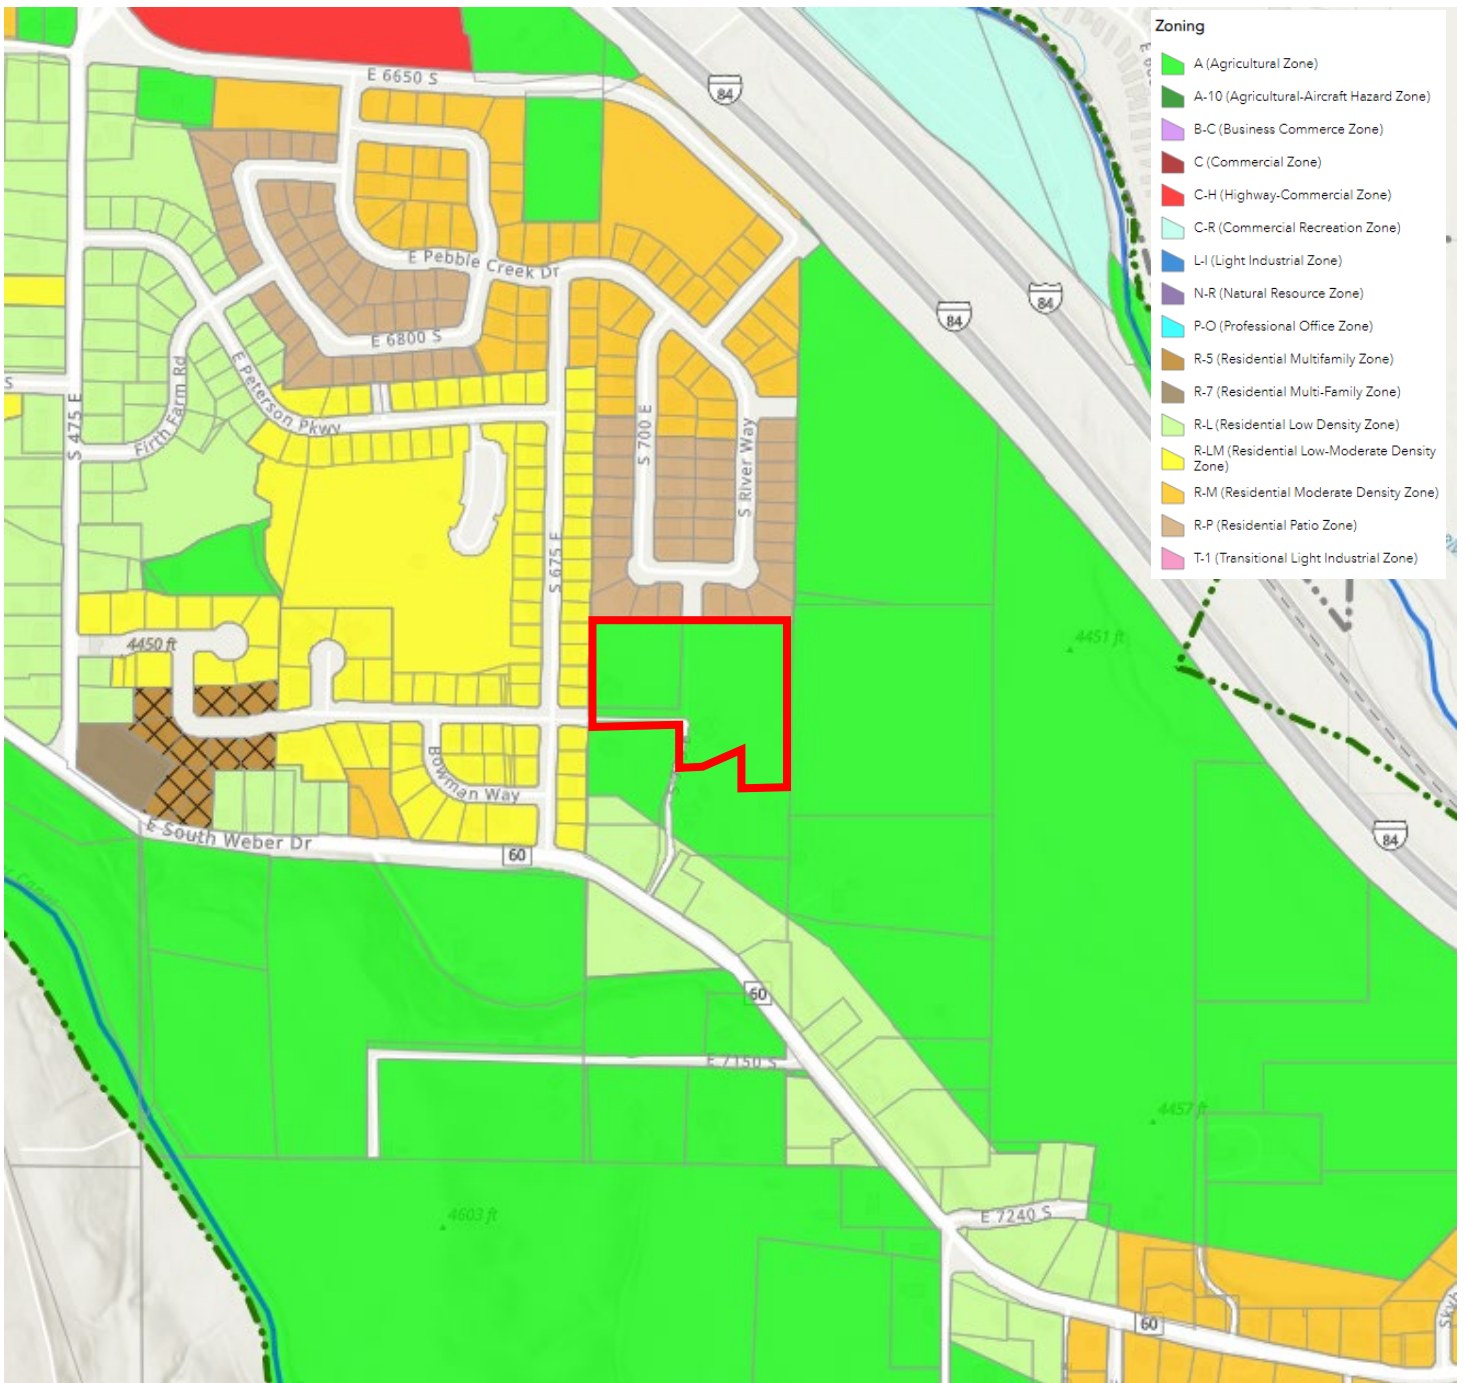 Zoning
A (Agricultural Zone)
A-10 (Agricultural-Aircraft Hazard Zone)
B-C (Business Commerce Zone)
C (Commercial Zone)
C-H (Highway-Commercial Zone)
C-R (Commercial Recreation Zone)
L-I (Light Industrial Zone)
N-R (Natural Resource Zone)
P-O (Professional Office Zone)
R-5 (Residential Multifamily Zone)
R-7 (Residential Multi-Family Zone)
R-L (Residential Low Density Zone)
R-LM (Residential Low-Moderate Density
Zone)
R-M (Residential Moderate Density Zone)
R-P (Residential Patio Zone)
T-1 (Transitional Light Industrial Zone)
E 6650 S
84
84
84
E Pebble Creek Dr
E 6800 S
E Peterson Pkwy
Firth Farm Rd
S 475 E
S
S 700 E
S River Way
S 675 E
4450 ft
4451 ft
Bowman Way
E South Weber Dr
60
84
Canal
60
E 7150 S
4457 ft
4603 ft
E 7240 S
60